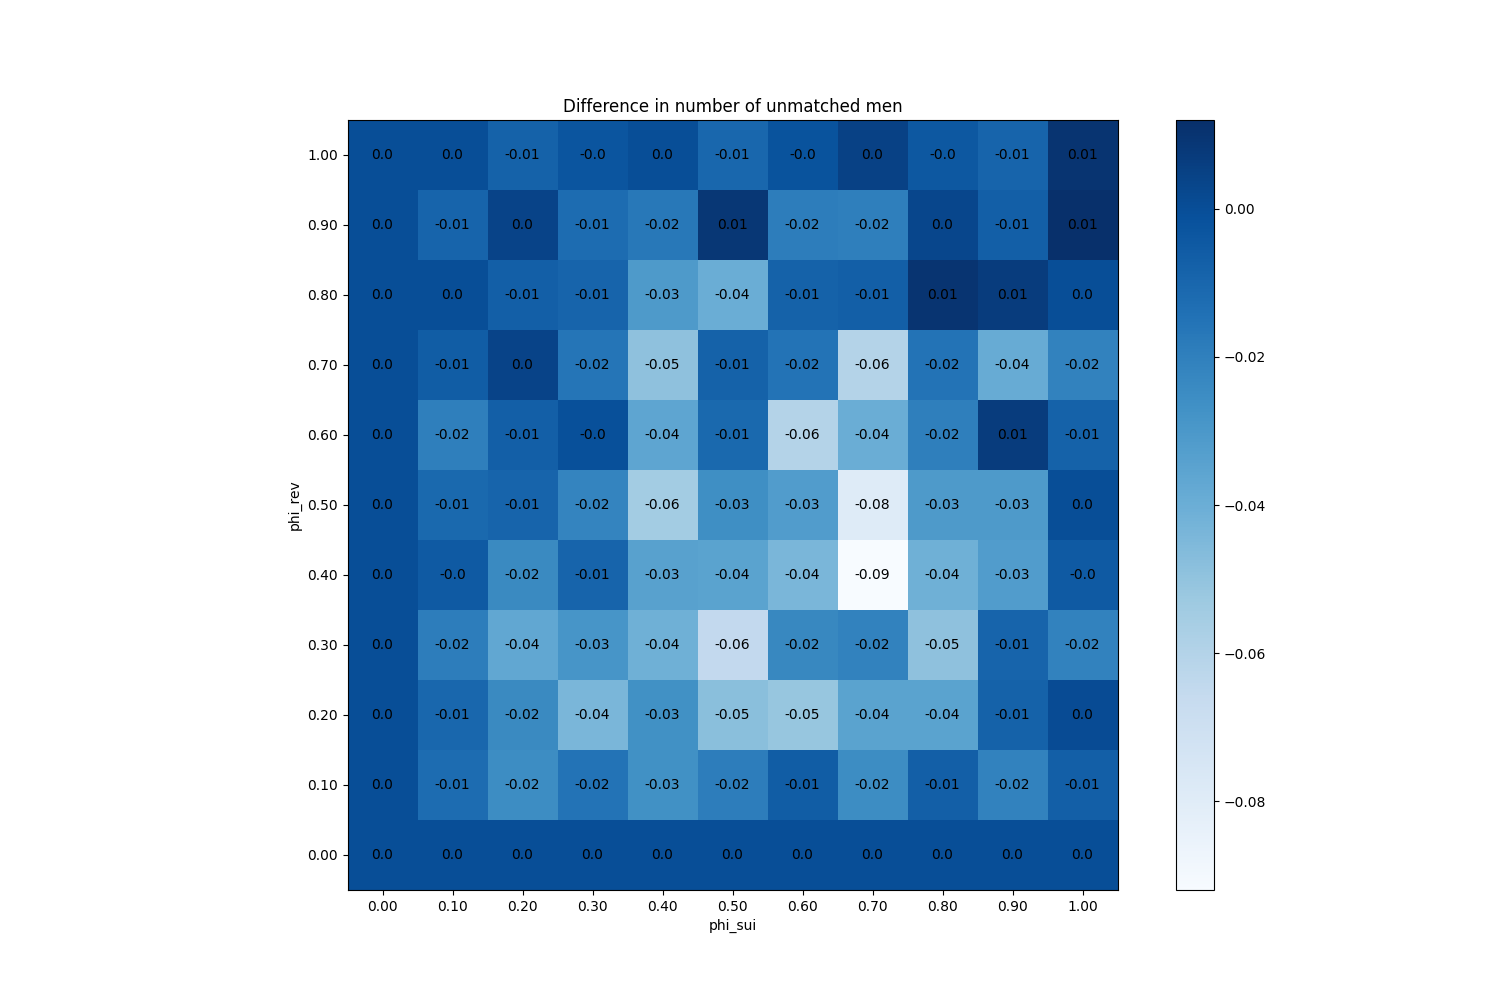 Difference in number of unmatched men
1.00 0.0 0.0 -0.01 -0.0 0.0 -0.01 -0.0 0.0 -0.0 -0.01 0.01
0.90 0.0 -0.01 0.0 -0.01 -0.02 0.01 -0.02 -0.02 0.0 -0.01 0.01
0.80 0.0 0.0 -0.01 -0.01 -0.03 -0.04 -0.01 -0.01 0.01 0.01 0.0
0.70 0.0 -0.01 0.0 -0.02 -0.05 -0.01 -0.02 -0.06 -0.02 -0.04 -0.02
0.60 0.0 -0.02 -0.01 -0.0 -0.04 -0.01 -0.06 -0.04 -0.02 0.01 -0.01
0.50 0.0 -0.01 -0.01 -0.02 -0.06 -0.03 -0.03 -0.08 -0.03 -0.03 0.0
0.40 0.0 -0.0 -0.02 -0.01 -0.03 -0.04 -0.04 -0.09 -0.04 -0.03 -0.0
0.30 0.0 -0.02 -0.04 -0.03 -0.04 -0.06 -0.02 -0.02 -0.05 -0.01 -0.02
0.20 0.0 -0.01 -0.02 -0.04 -0.03 -0.05 -0.05 -0.04 -0.04 -0.01 0.0
0.10 0.0 -0.01 -0.02 -0.02 -0.03 -0.02 -0.01 -0.02 -0.01 -0.02 -0.01
0.00 0.0 0.0 0.0 0.0 0.0 0.0 0.0 0.0 0.0 0.0 0.0
0.00 0.10 0.20 0.30 0.40 0.50 0.60 0.70 0.80 0.90 1.00
phi_sui
phi_rev
0.00
−0.02
−0.04
−0.06
−0.08